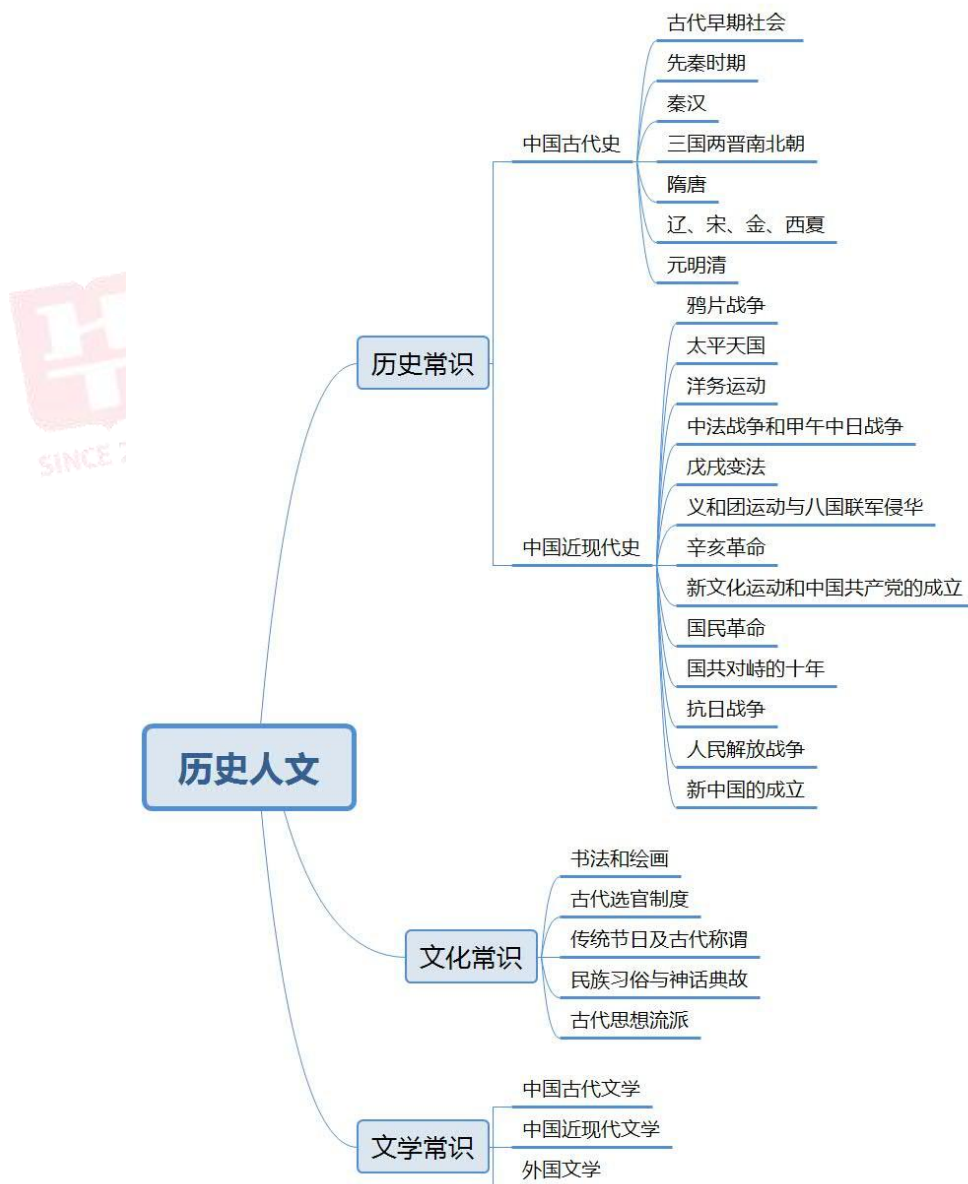 古代早期社会
先秦时期
秦汉
中国古代史
三国两晋南北朝
隋唐
辽、宋、金、西夏
元明清
历史常识
鸦片战争
太平天国
洋务运动
中法战争和甲午中日战争
戊戌变法
义和团运动与八国联军侵华
中国近现代史
辛亥革命
新文化运动和中国共产党的成立
国民革命
国共对峙的十年
抗日战争
人民解放战争
新中国的成立
历史人文
书法和绘画
古代选官制度
文化常识
传统节日及古代称谓
民族习俗与神话典故
古代思想流派
中国古代文学
文学常识
中国近现代文学
外国文学
SINCE